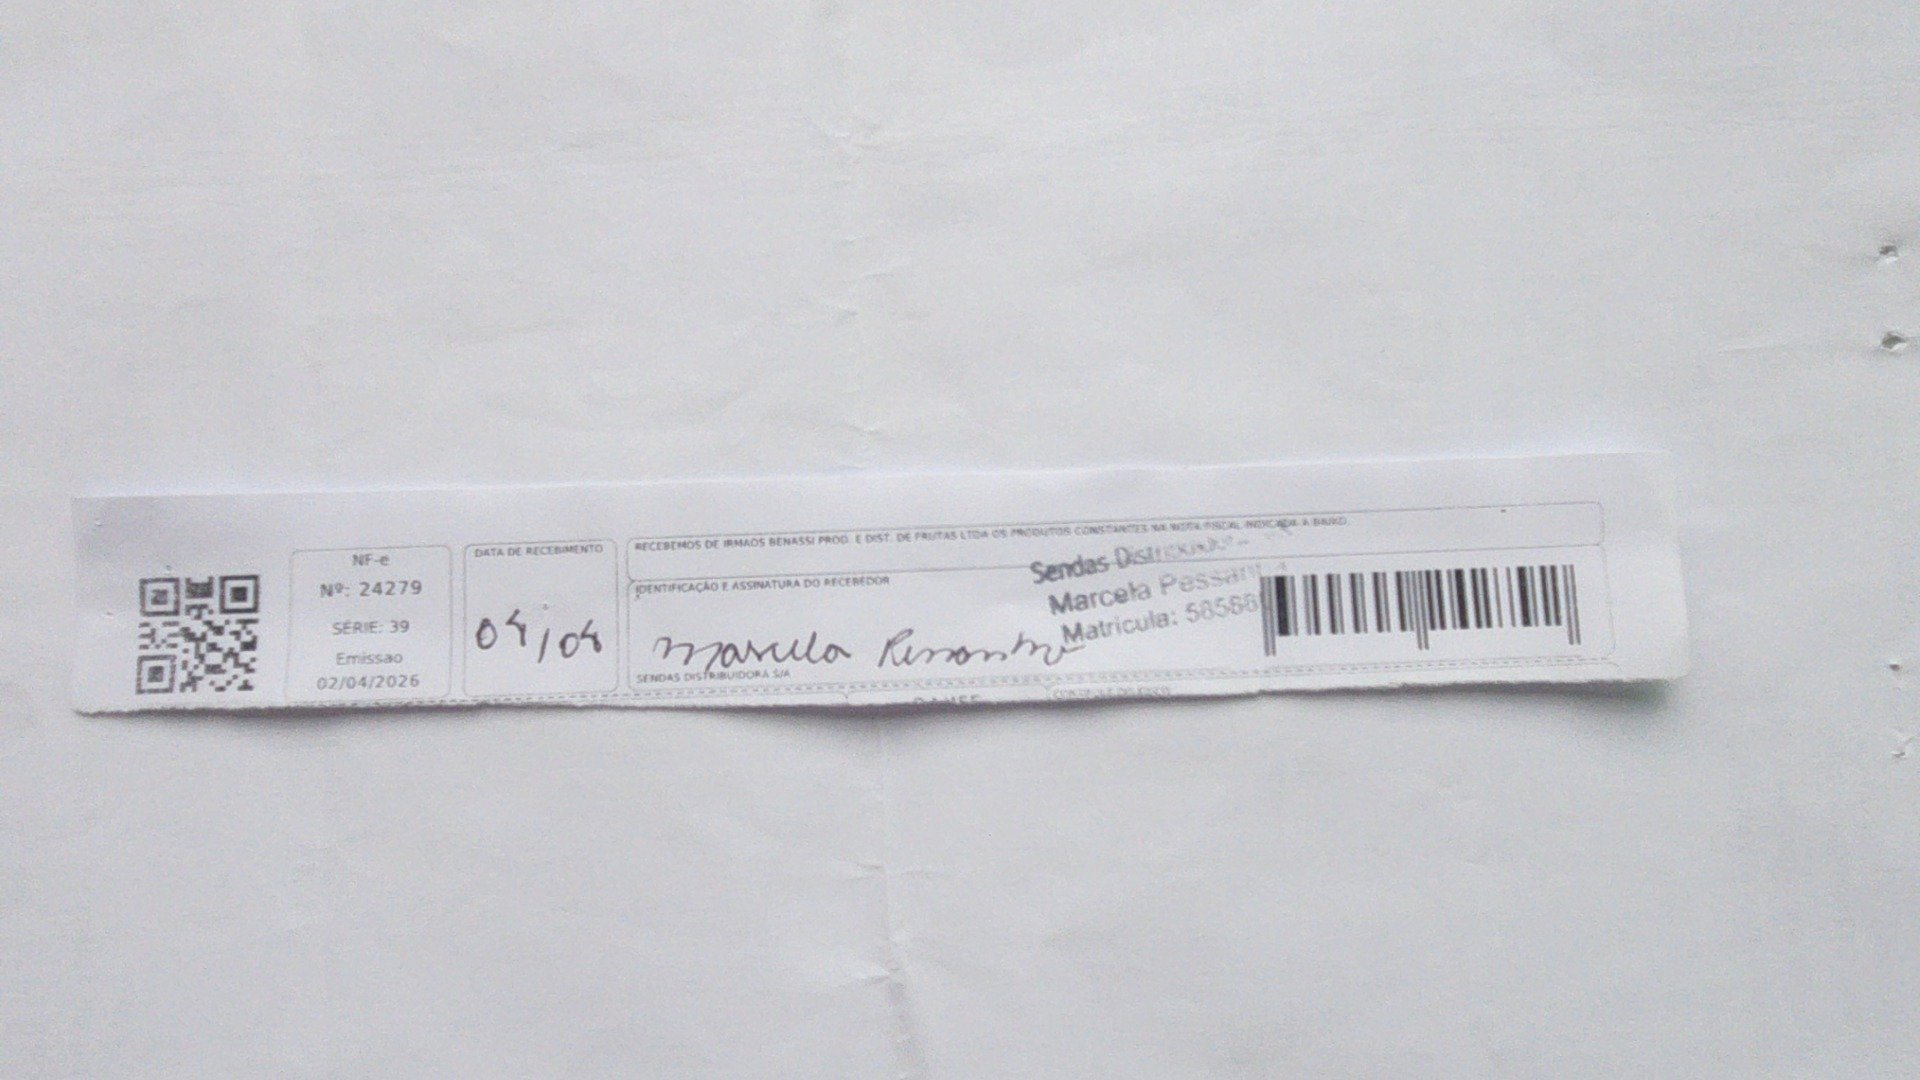 NF-e
Nº: 24279
SÉRIE: 39
Emissao
02/04/2026
DATA DE RECEBIMENTO
04/04
RECEBEMOS DE IRMAOS BENASSI PROD. E DIST. DE FRUTAS LTDA OS PRODUTOS CONSTANTES NA NOTA FISCAL INDICADA A BAIXO
IDENTIFICAÇÃO E ASSINATURA DO RECEBEDOR
Sendas
Marcela
Matricula: 58588
Marcela
SENDAS DISTRIBUIDORA S/A